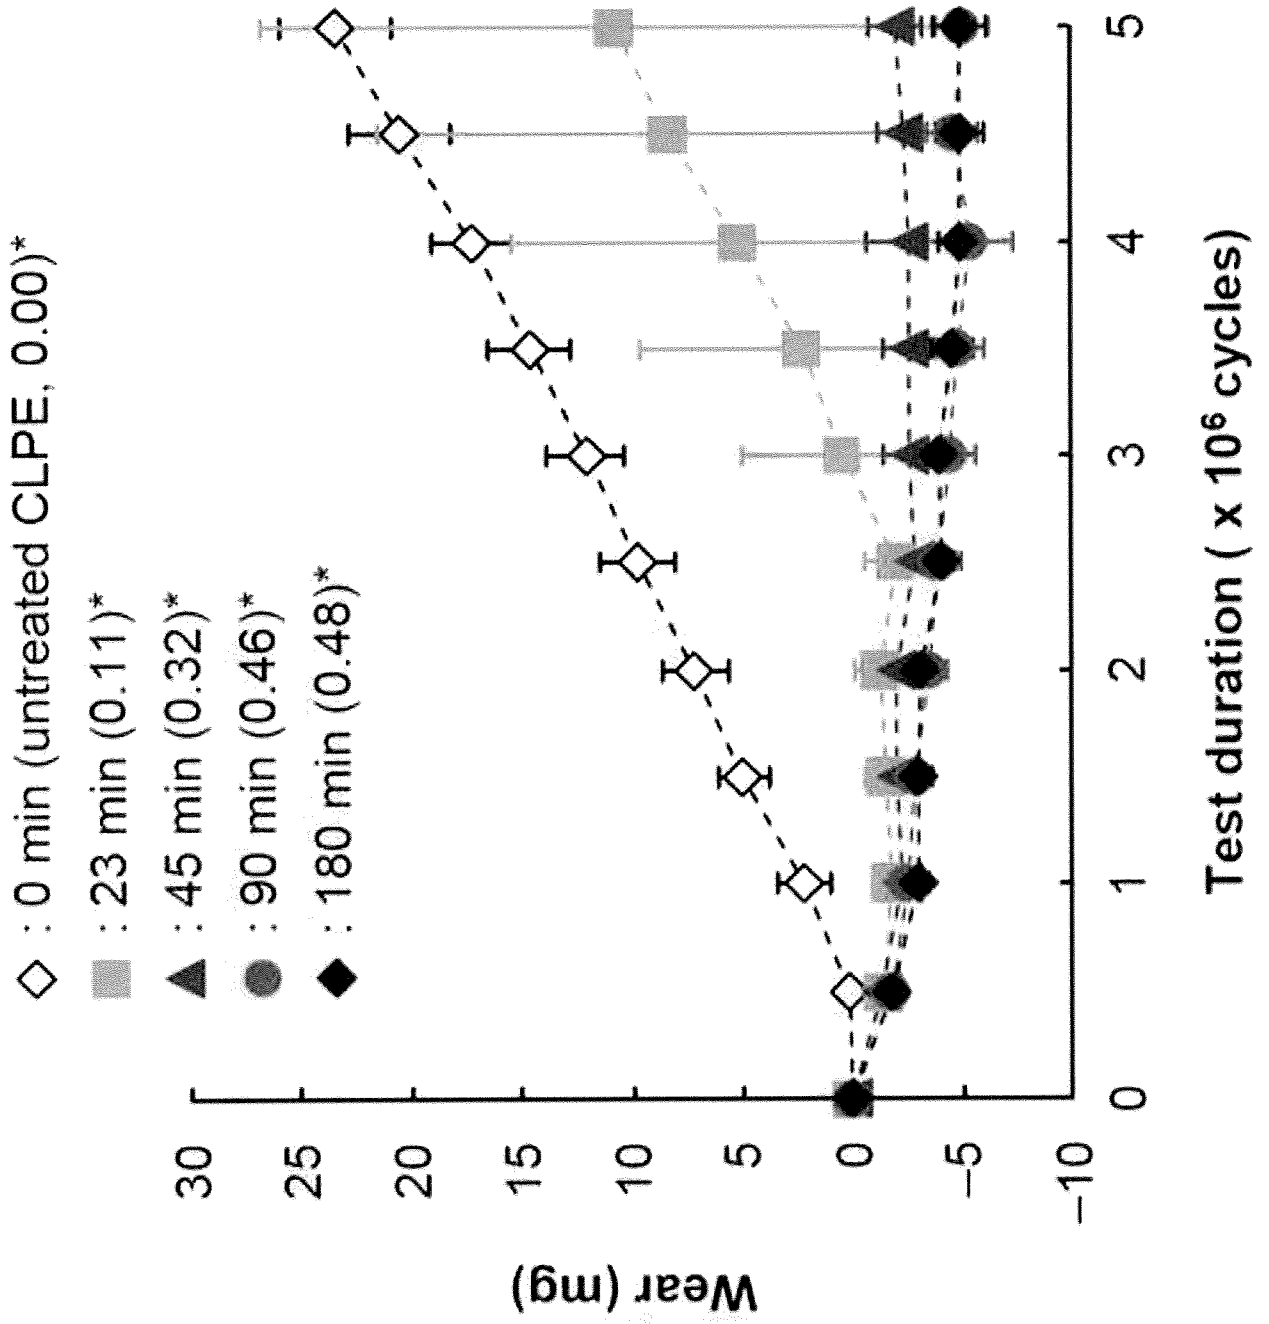 : 0 min (untreated CLPE, 0.00)*
: 23 min (0.11)*
: 45 min (0.32)*
: 90 min (0.46)*
: 180 min (0.48)*
Wear (mg)
30
25
20
15
10
5
0
−5
−10
0 1 2 3 4 5
Test duration ( x 10⁶ cycles)